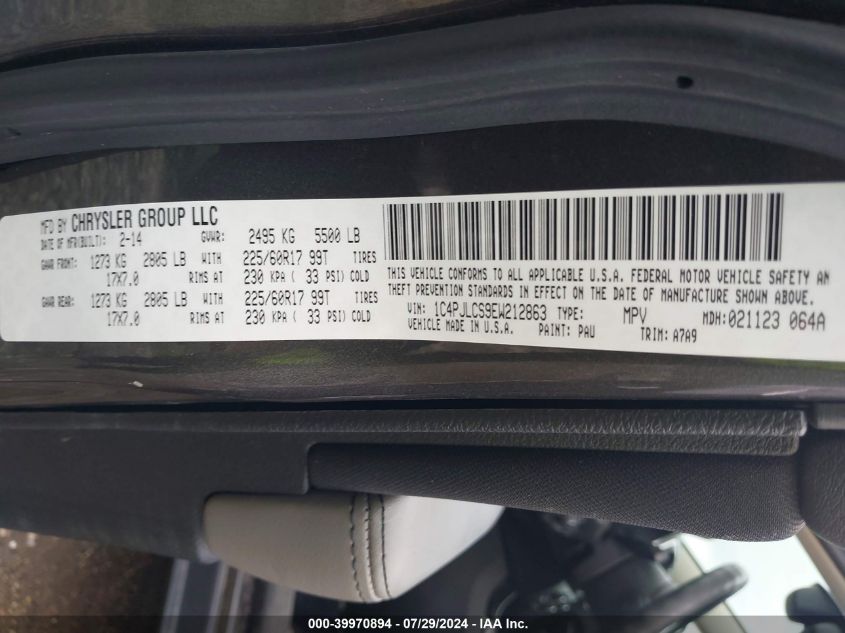 MFD BY CHRYSLER GROUP LLC
DATE OF MFR(BUILT): 2-14 GVWR: 2495 KG 5500 LB
GAWR FRONT: 1273 KG 2805 LB WITH 225/60R17 99T TIRES
17X7.0 RIMS AT 230 KPA ( 33 PSI) COLD
GAWR REAR: 1273 KG 2805 LB WITH 225/60R17 99T TIRES
17X7.0 RIMS AT 230 KPA ( 33 PSI) COLD
THIS VEHICLE CONFORMS TO ALL APPLICABLE U.S.A. FEDERAL MOTOR VEHICLE SAFETY AN
THEFT PREVENTION STANDARDS IN EFFECT ON THE DATE OF MANUFACTURE SHOWN ABOVE.
VIN: 1C4PJLCS9EW212863 TYPE: MPV MDH: 021123 064A
VEHICLE MADE IN U.S.A. PAINT: PAU TRIM: A7A9
000-39970894 - 07/29/2024 - IAA Inc.